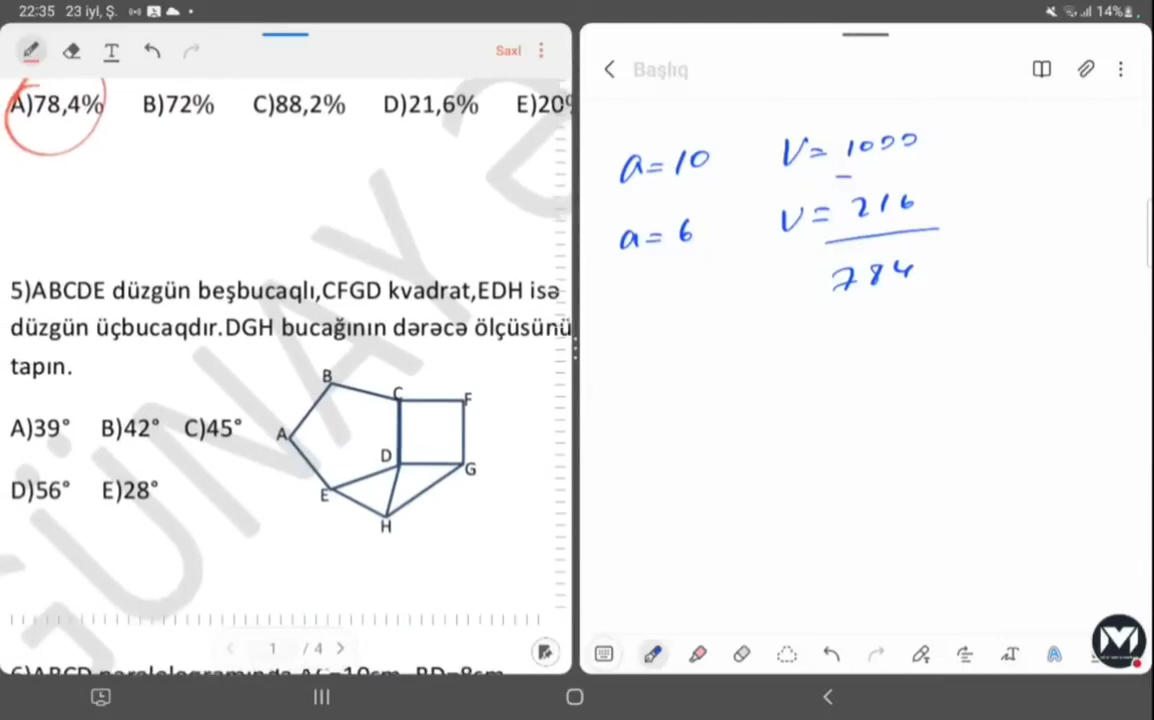 22:35 23 iyl, Ş. 14%
Saxl
A)78,4% B)72% C)88,2% D)21,6% E)20%
5)ABCDE düzgün beşbucaqlı,CFGD kvadrat,EDH isə
düzgün üçbucaqdır.DGH bucağının dərəcə ölçüsünü
tapın.
A)39° B)42° C)45°
D)56° E)28°
B
C
F
A
D
G
E
H
GÜNAY
1 / 4
Başlıq
a = 10 V = 1000
a = 6 V = 216
784